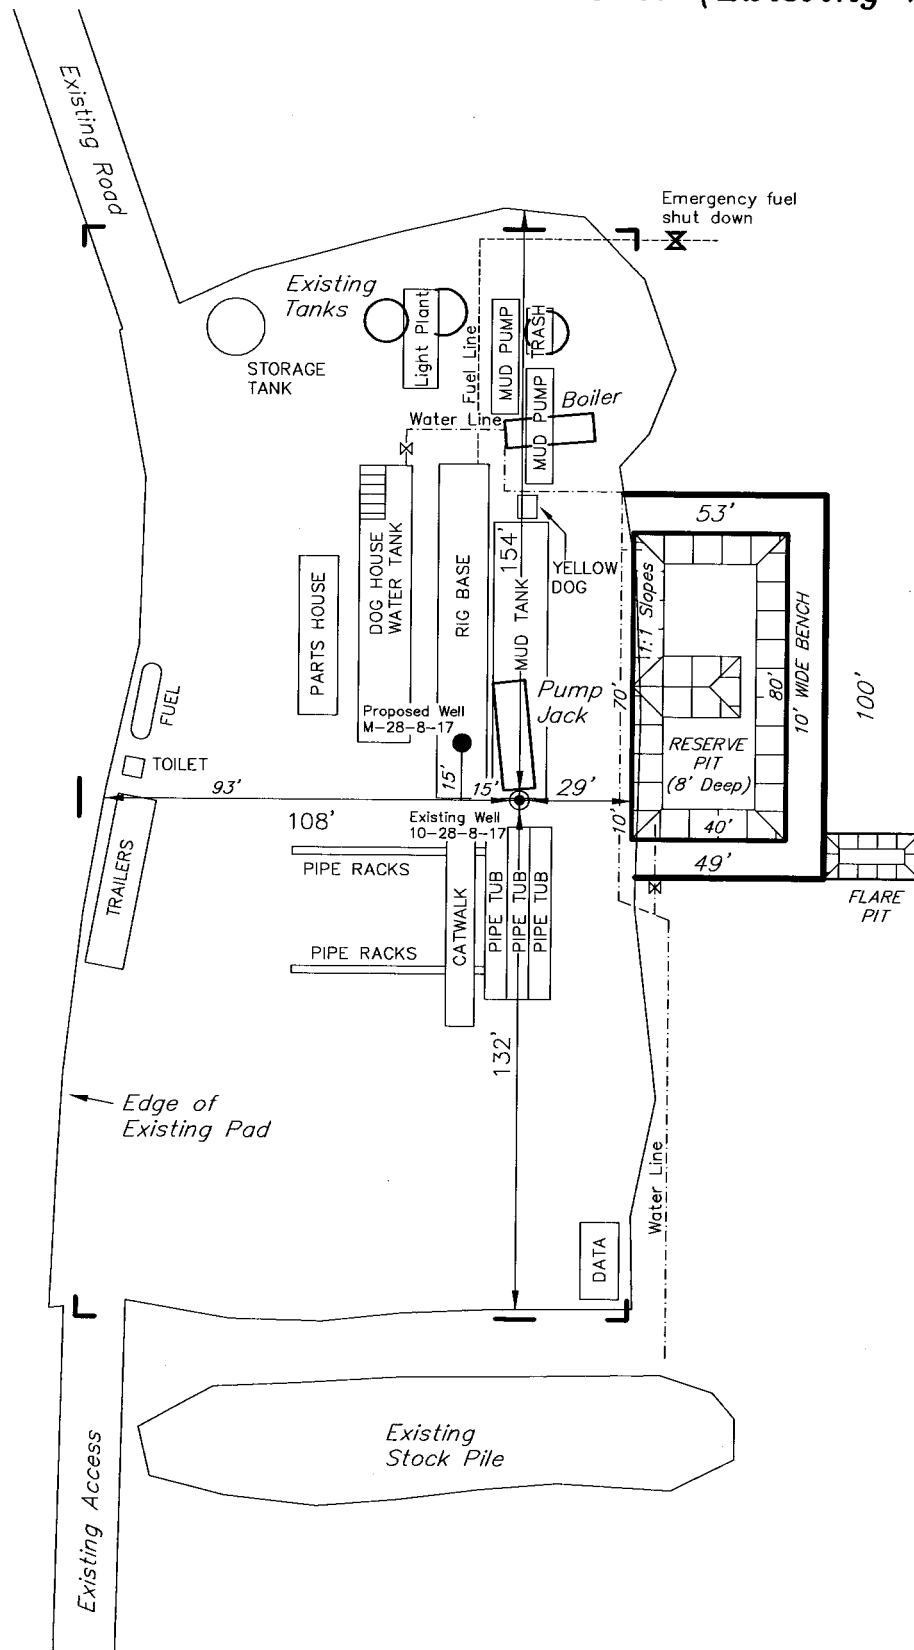 Existing Road
Emergency fuel
shut down
Existing
Tanks
Light Plant
STORAGE
TANK
Fuel Line
MUD PUMP
TRASH
MUD PUMP
Boiler
Water Line
53'
DOG HOUSE
WATER TANK
RIG BASE
154'
MUD TANK
YELLOW
DOG
1:1 Slopes
PARTS HOUSE
70'
80'
10' WIDE BENCH
100'
FUEL
Proposed Well
M-28-8-17
Pump
Jack
RESERVE
PIT
(8' Deep)
TOILET
93'
15'
15'
29'
10'
40'
108'
Existing Well
10-28-8-17
49'
TRAILERS
PIPE RACKS
FLARE
PIT
CATWALK
PIPE TUB
PIPE TUB
PIPE TUB
PIPE RACKS
132'
Edge of
Existing Pad
Water Line
DATA
Existing
Stock Pile
Existing Access